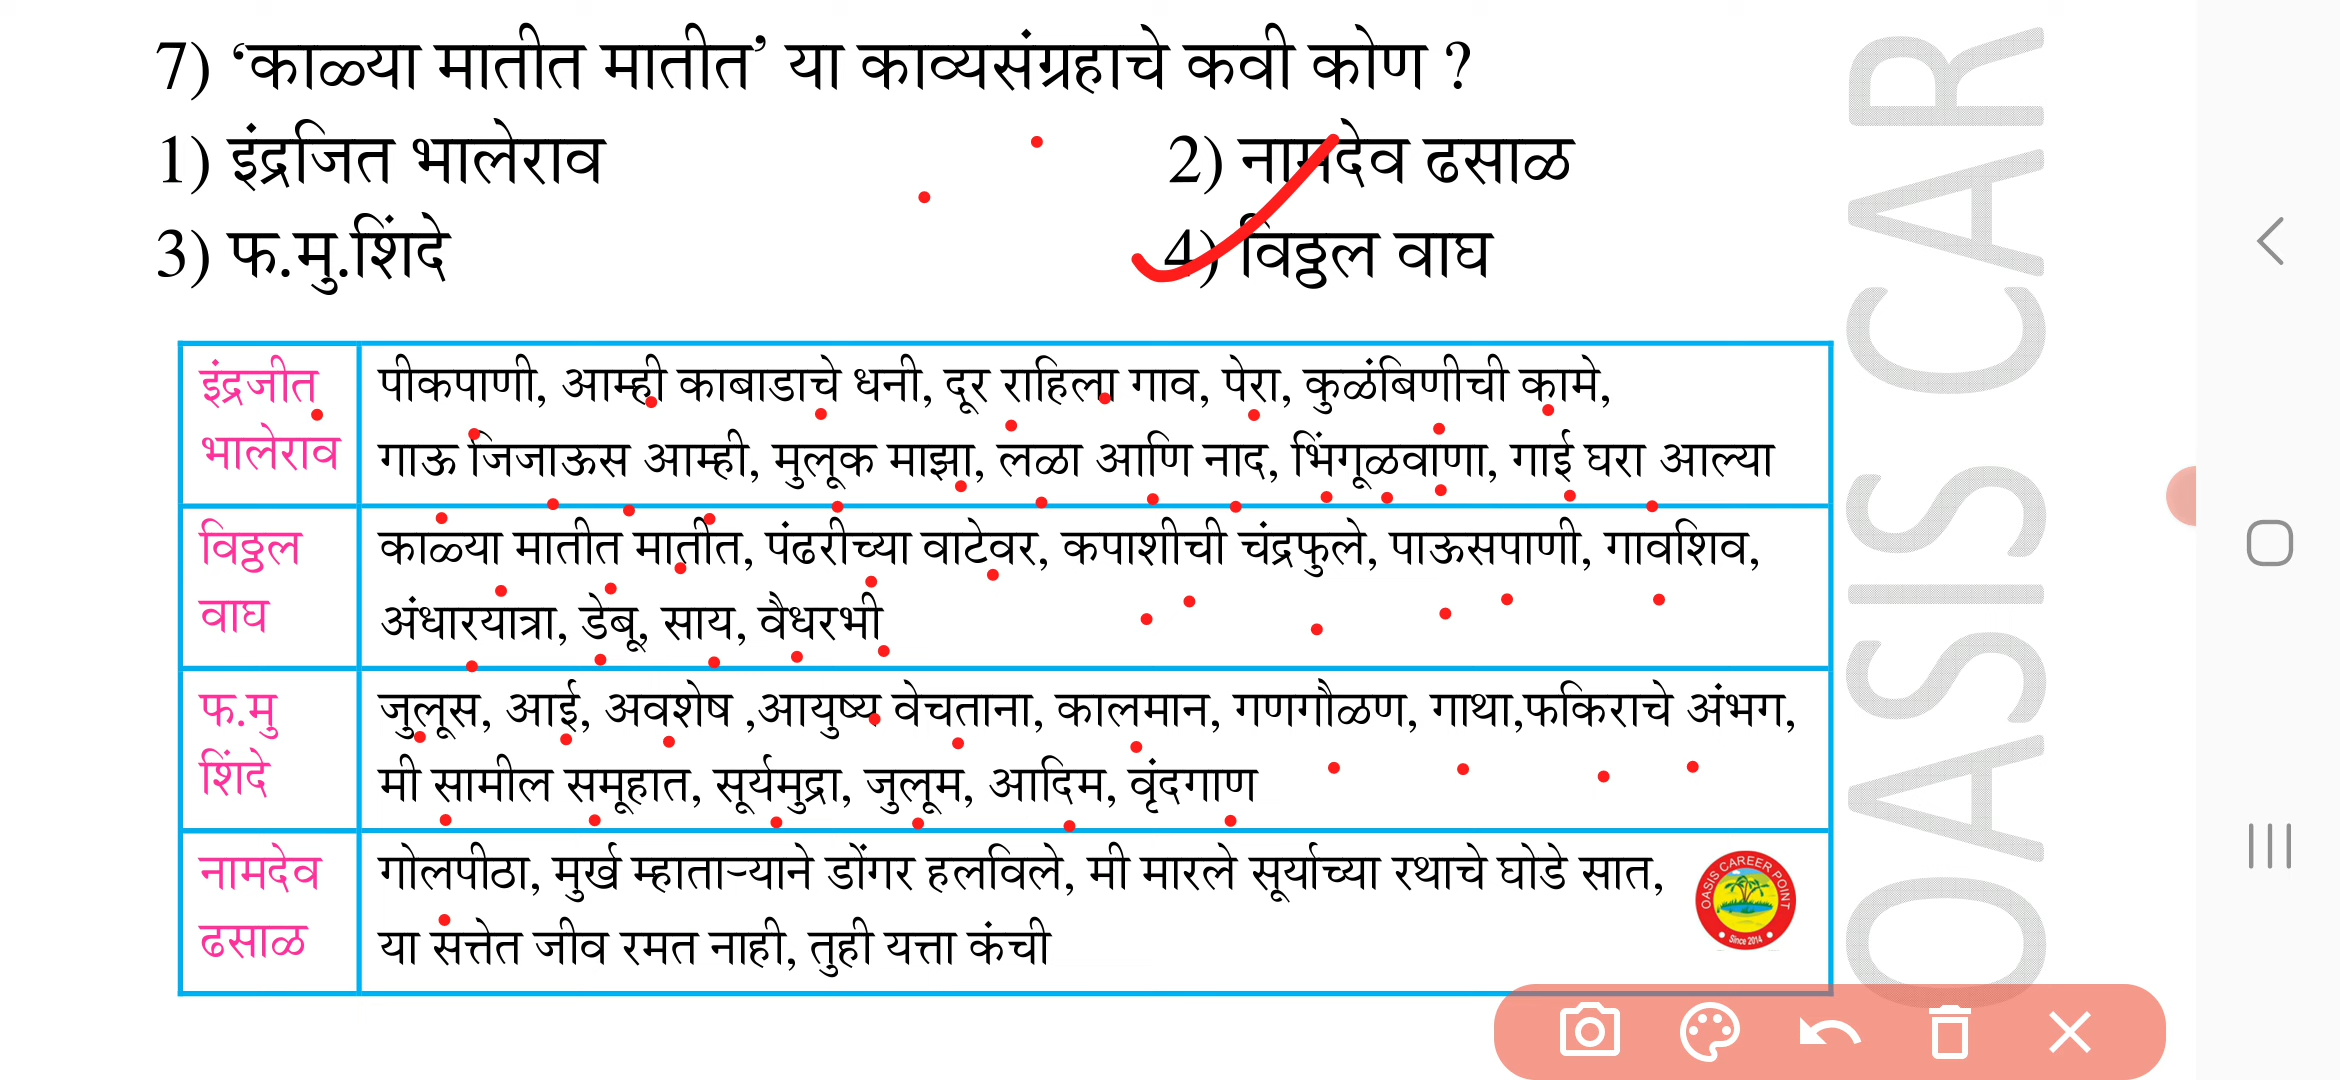 7) ‘काळ्या मातीत मातीत’ या काव्यसंग्रहाचे कवी कोण ?
1) इंद्रजित भालेराव 2) नामदेव ढसाळ
3) फ.मु.शिंदे 4) विठ्ठल वाघ
इंद्रजीत भालेराव
पीकपाणी, आम्ही काबाडाचे धनी, दूर राहिला गाव, पेरा, कुळंबिणीची कामे,
गाऊ जिजाऊस आम्ही, मुलूक माझा, लळा आणि नाद, भिंगूळवाणा, गाई घरा आल्या
विठ्ठल वाघ
काळ्या मातीत मातीत, पंढरीच्या वाटेवर, कपाशीची चंद्रफुले, पाऊसपाणी, गावशिव,
अंधारयात्रा, डेबू, साय, वैधरभी
फ.मु शिंदे
जुलूस, आई, अवशेष ,आयुष्य वेचताना, कालमान, गणगौळण, गाथा,फकिराचे अंभग,
मी सामील समूहात, सूर्यमुद्रा, जुलूम, आदिम, वृंदगाण
नामदेव ढसाळ
गोलपीठा, मुर्ख म्हाताऱ्याने डोंगर हलविले, मी मारले सूर्याच्या रथाचे घोडे सात,
या सत्तेत जीव रमत नाही, तुही यत्ता कंची
OASIS CAREER POINT
Since 2014
OASIS CAR